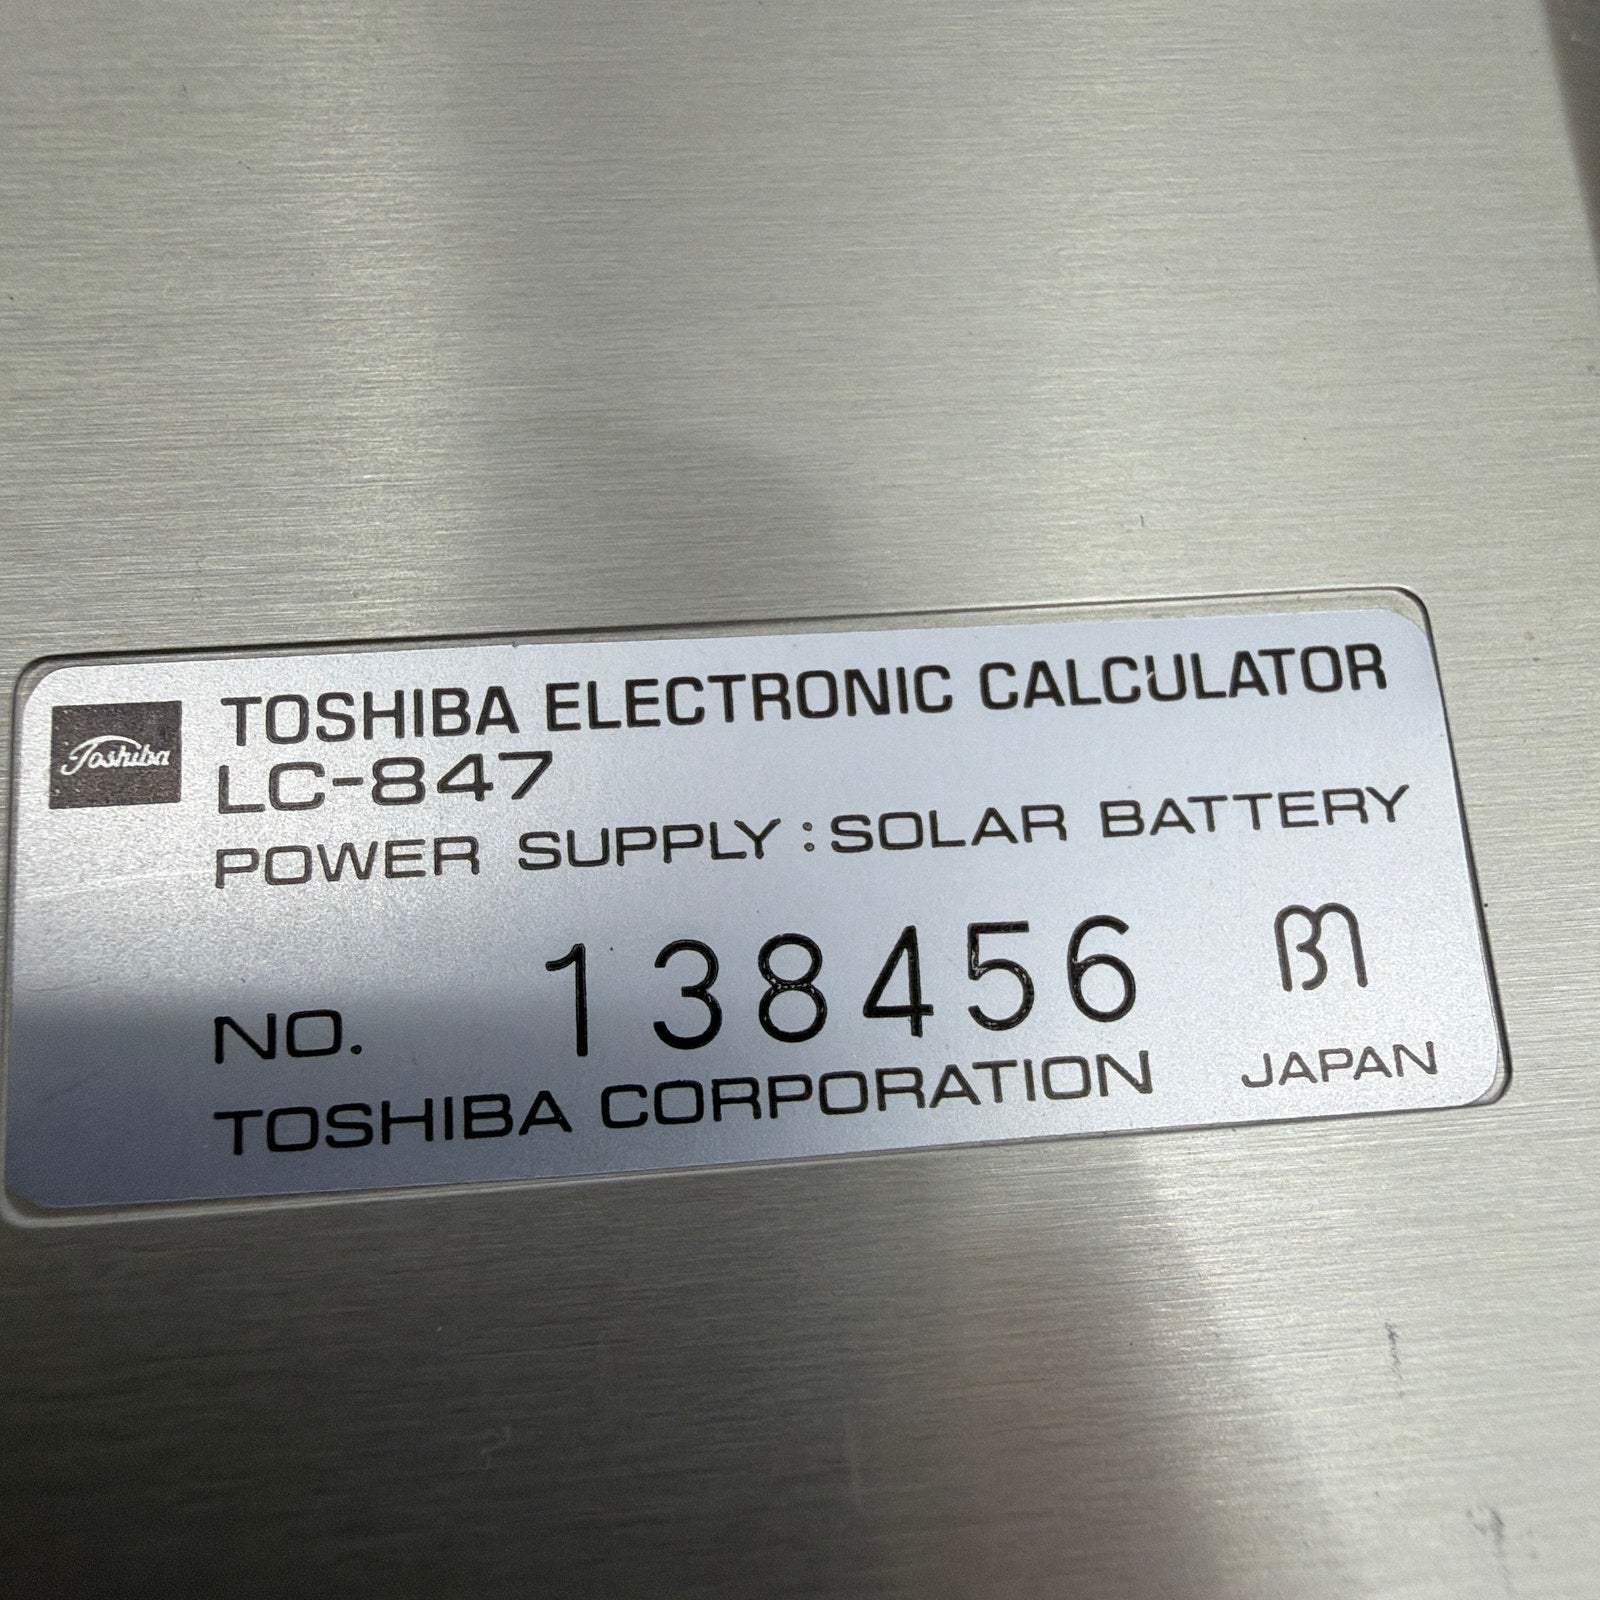 Toshiba
TOSHIBA ELECTRONIC CALCULATOR
LC-847
POWER SUPPLY : SOLAR BATTERY
NO. 138456
TOSHIBA CORPORATION JAPAN